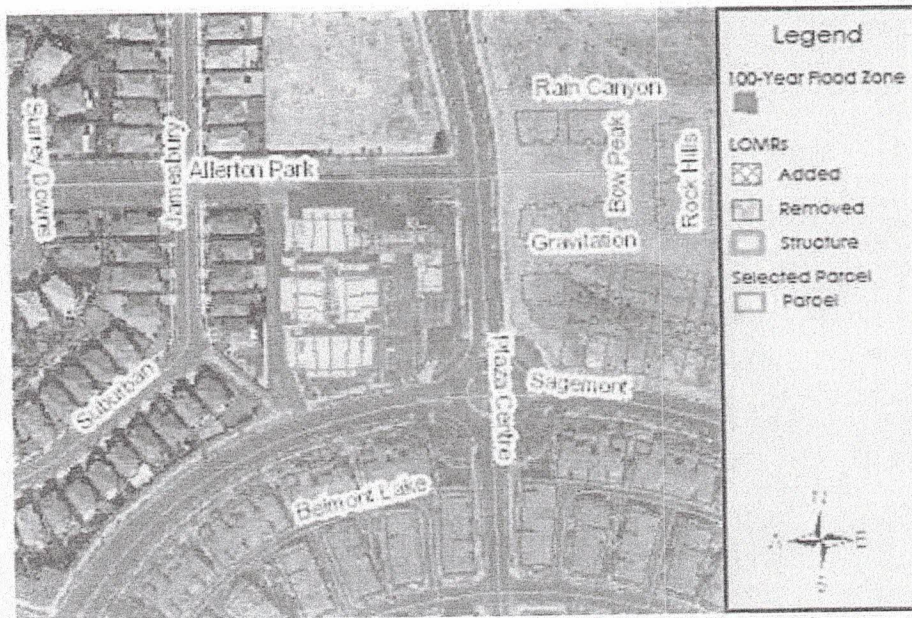 Legend
100-Year Flood Zone
LOMRs
Added
Removed
Structure
Selected Parcel
Parcel
Rain Canyon
Bow Peak
Rock Hills
Surrey Downs
Jamesbury
Allerton Park
Gravitation
Suburban
Plaza Centre
Sagemont
Belmont Lake
N
E
S